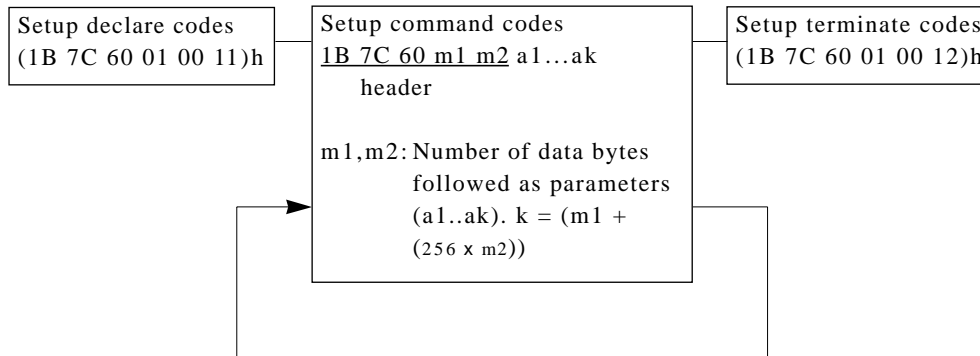 Setup declare codes
(1B 7C 60 01 00 11)h
Setup command codes
1B 7C 60 m1 m2 a1...ak
header
m1,m2: Number of data bytes
followed as parameters
(a1..ak). k = (m1 +
(256 x m2))
Setup terminate codes
(1B 7C 60 01 00 12)h